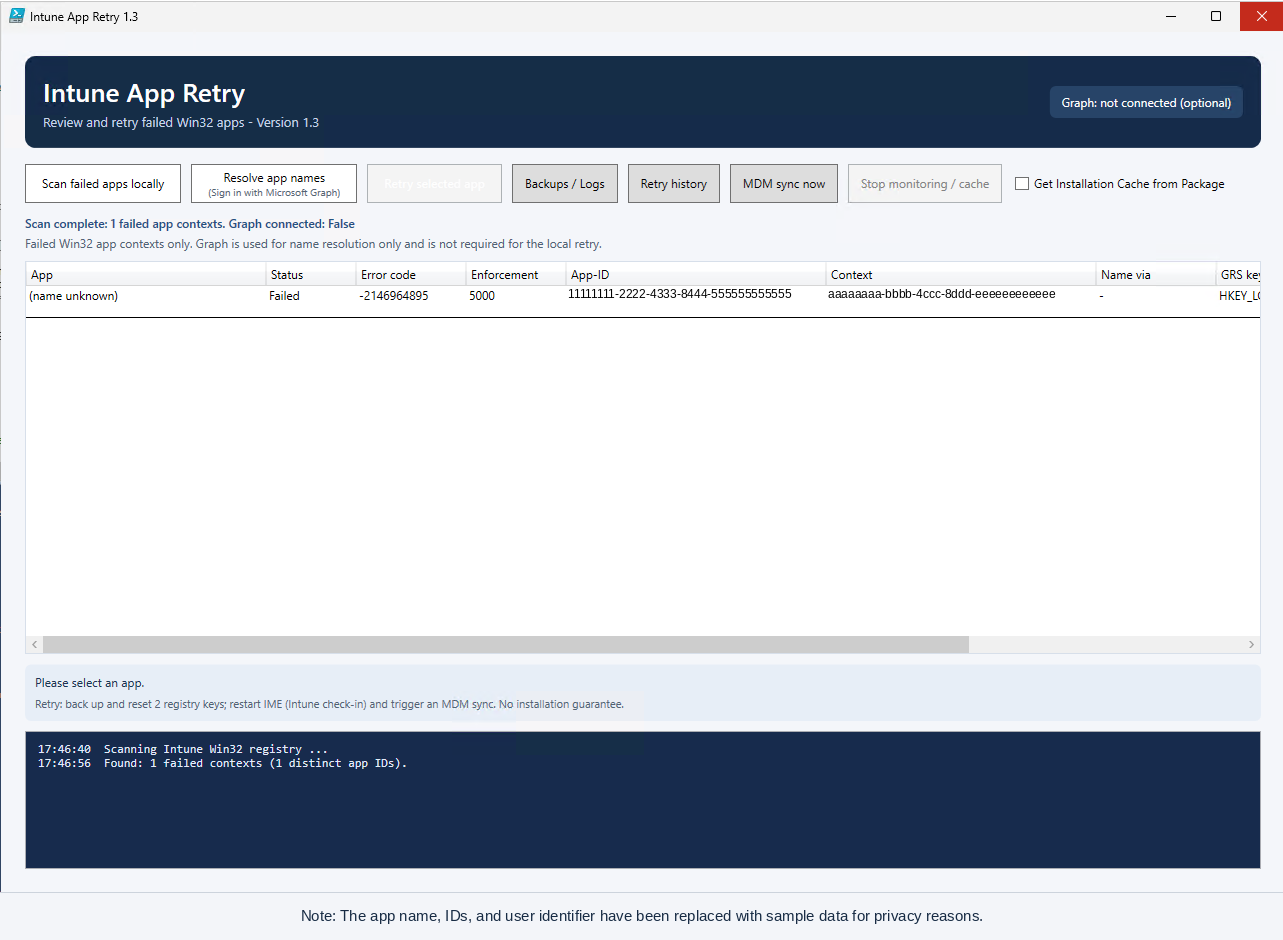 Intune App Retry 1.3
Intune App Retry
Review and retry failed Win32 apps - Version 1.3
Graph: not connected (optional)
Scan failed apps locally
Resolve app names
(Sign in with Microsoft Graph)
Retry selected app
Backups / Logs
Retry history
MDM sync now
Stop monitoring / cache
Get Installation Cache from Package
Scan complete: 1 failed app contexts. Graph connected: False
Failed Win32 app contexts only. Graph is used for name resolution only and is not required for the local retry.
App Status Error code Enforcement App-ID Context Name via GRS key
(name unknown) Failed -2146964895 5000 11111111-2222-4333-8444-555555555555 aaaaaaaa-bbbb-4ccc-8ddd-eeeeeeeeeeee - HKEY_LO
Please select an app.
Retry: back up and reset 2 registry keys; restart IME (Intune check-in) and trigger an MDM sync. No installation guarantee.
17:46:40 Scanning Intune Win32 registry ...
17:46:56 Found: 1 failed contexts (1 distinct app IDs).
Note: The app name, IDs, and user identifier have been replaced with sample data for privacy reasons.